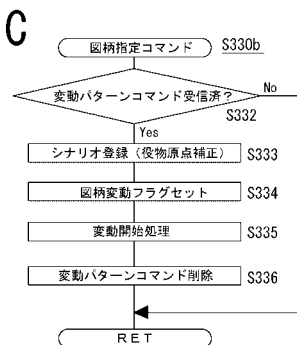 C
図柄指定コマンド S330b
変動パターンコマンド受信済? No
S332
Yes
シナリオ登録(役物原点補正) S333
図柄変動フラグセット S334
変動開始処理 S335
変動パターンコマンド削除 S336
RET